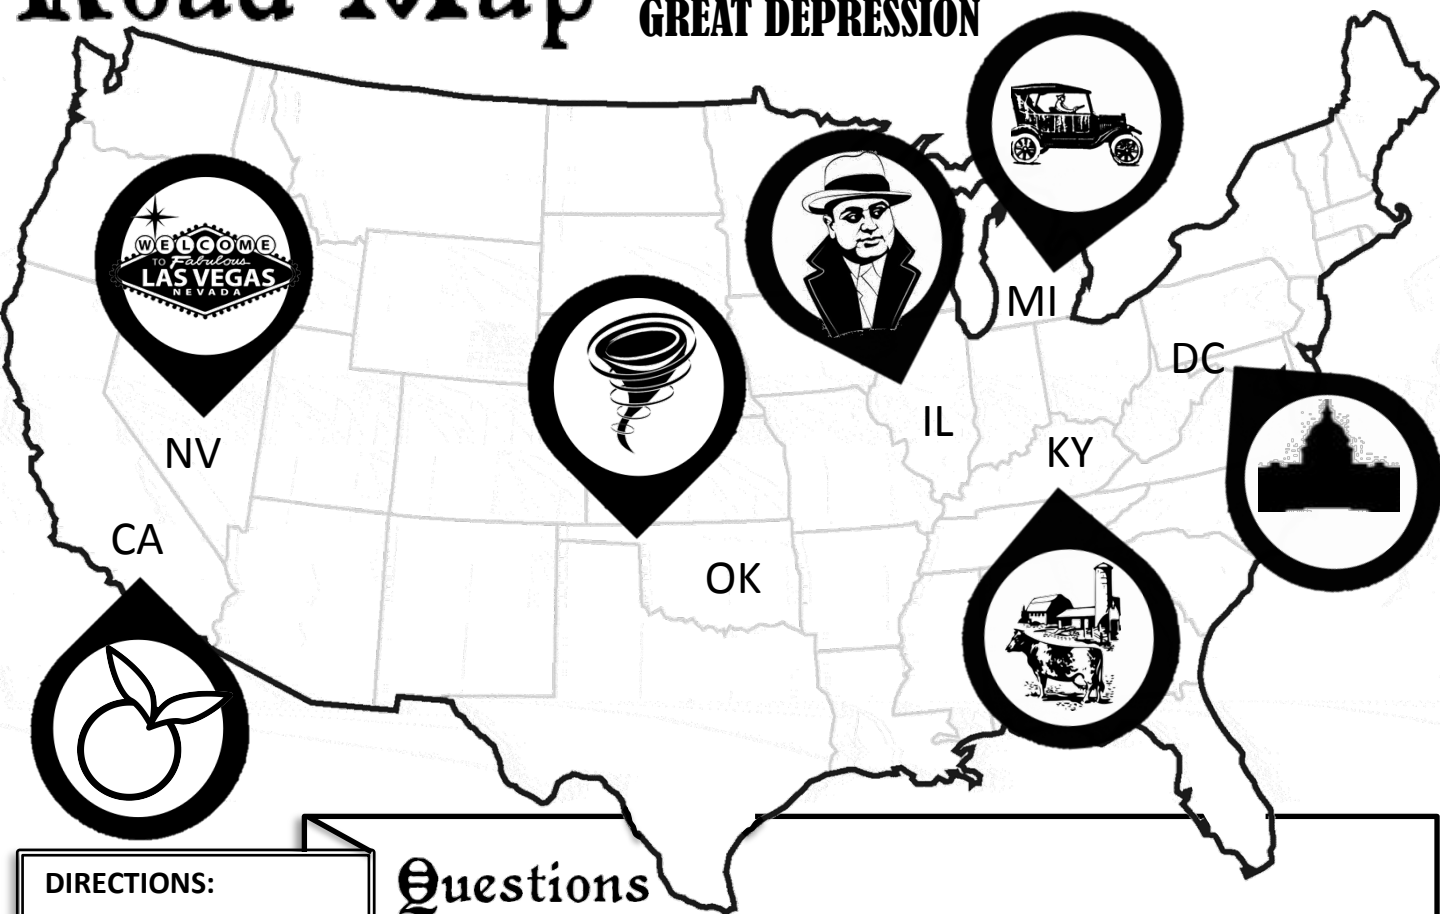 Road Map
GREAT DEPRESSION
WELCOME
TO Fabulous
LAS VEGAS
NEVADA
MI
DC
IL
KY
NV
CA
OK
DIRECTIONS:
Questions